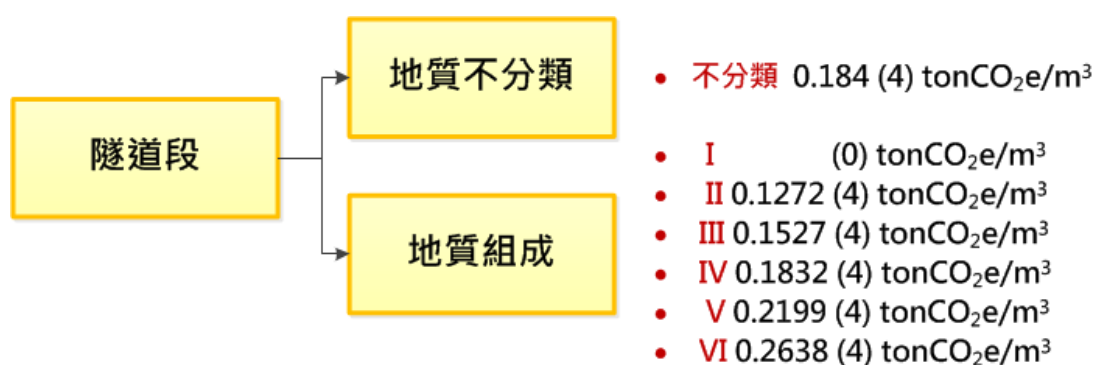 隧道段
地質不分類
地質組成
• 不分類 0.184 (4) tonCO₂e/m³
• I (0) tonCO₂e/m³
• II 0.1272 (4) tonCO₂e/m³
• III 0.1527 (4) tonCO₂e/m³
• IV 0.1832 (4) tonCO₂e/m³
• V 0.2199 (4) tonCO₂e/m³
• VI 0.2638 (4) tonCO₂e/m³